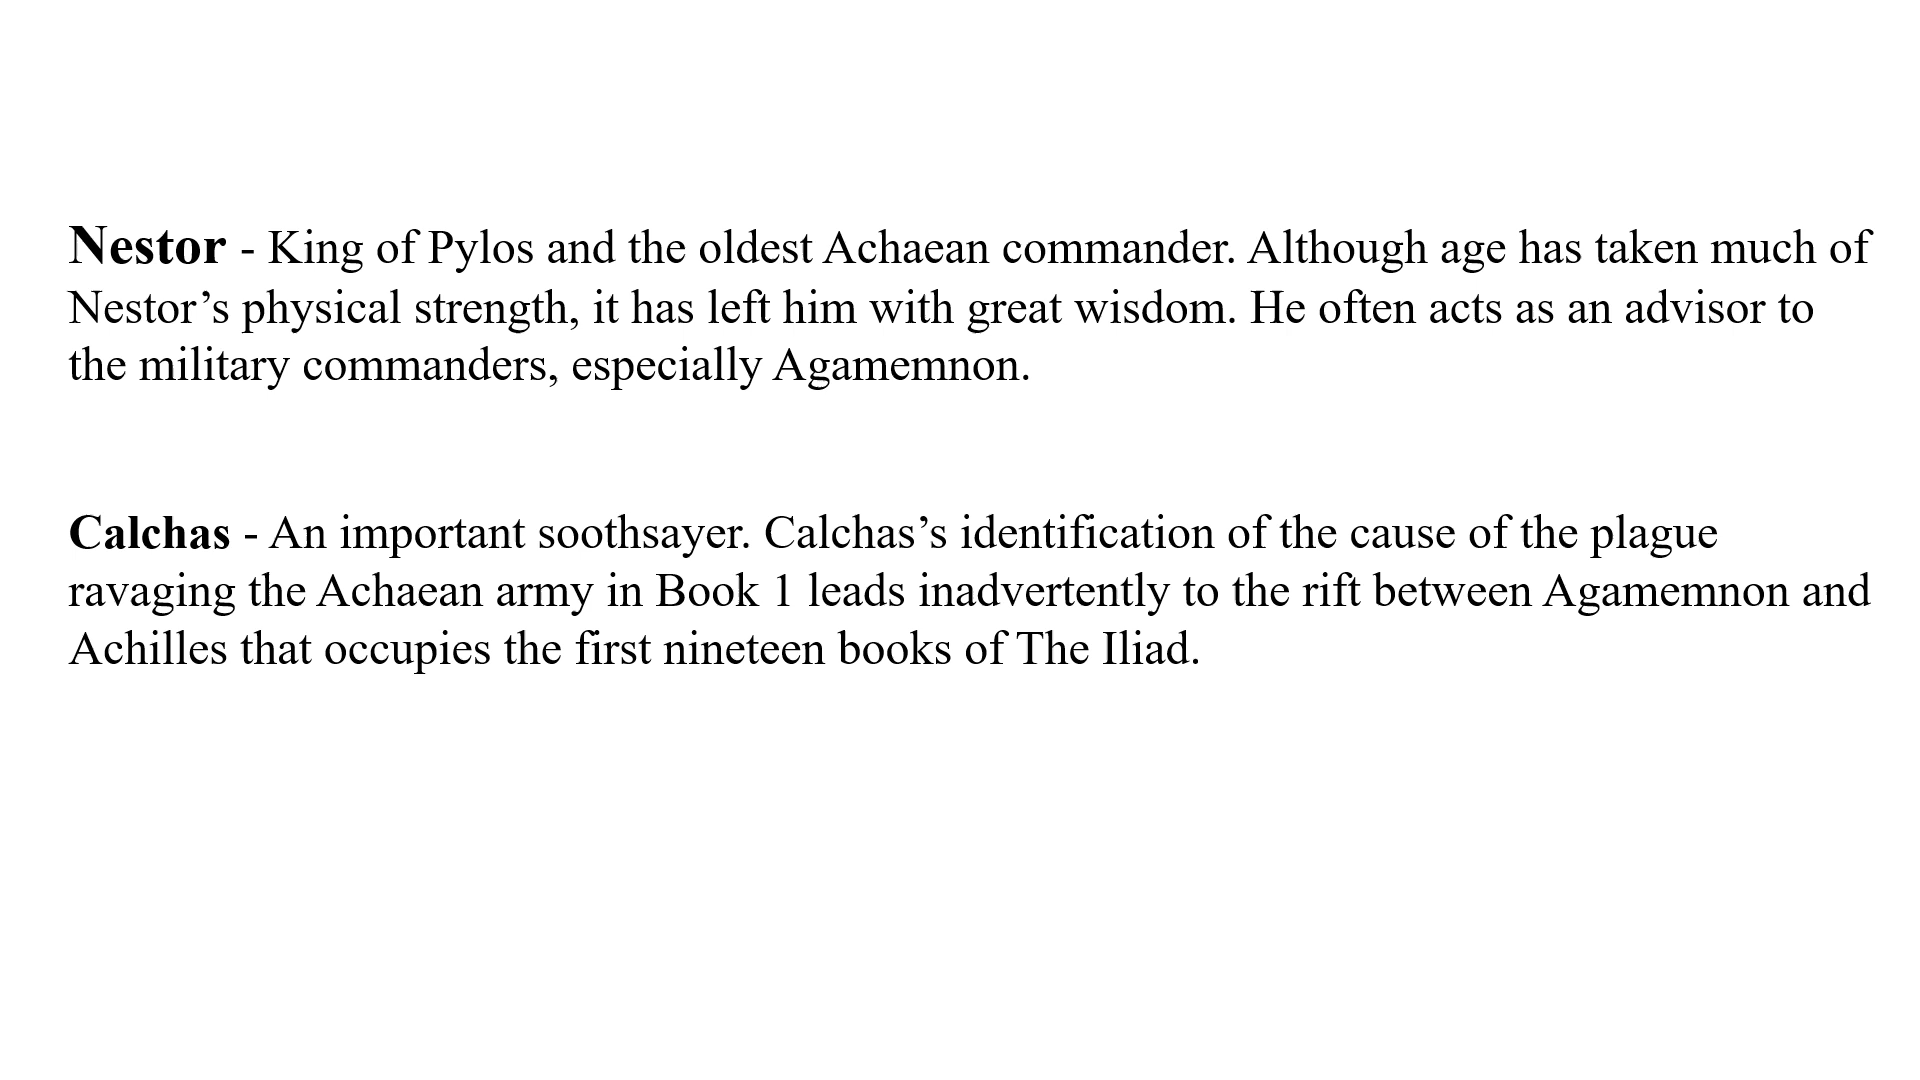 Nestor - King of Pylos and the oldest Achaean commander. Although age has taken much of
Nestor’s physical strength, it has left him with great wisdom. He often acts as an advisor to
the military commanders, especially Agamemnon.
Calchas - An important soothsayer. Calchas’s identification of the cause of the plague
ravaging the Achaean army in Book 1 leads inadvertently to the rift between Agamemnon and
Achilles that occupies the first nineteen books of The Iliad.